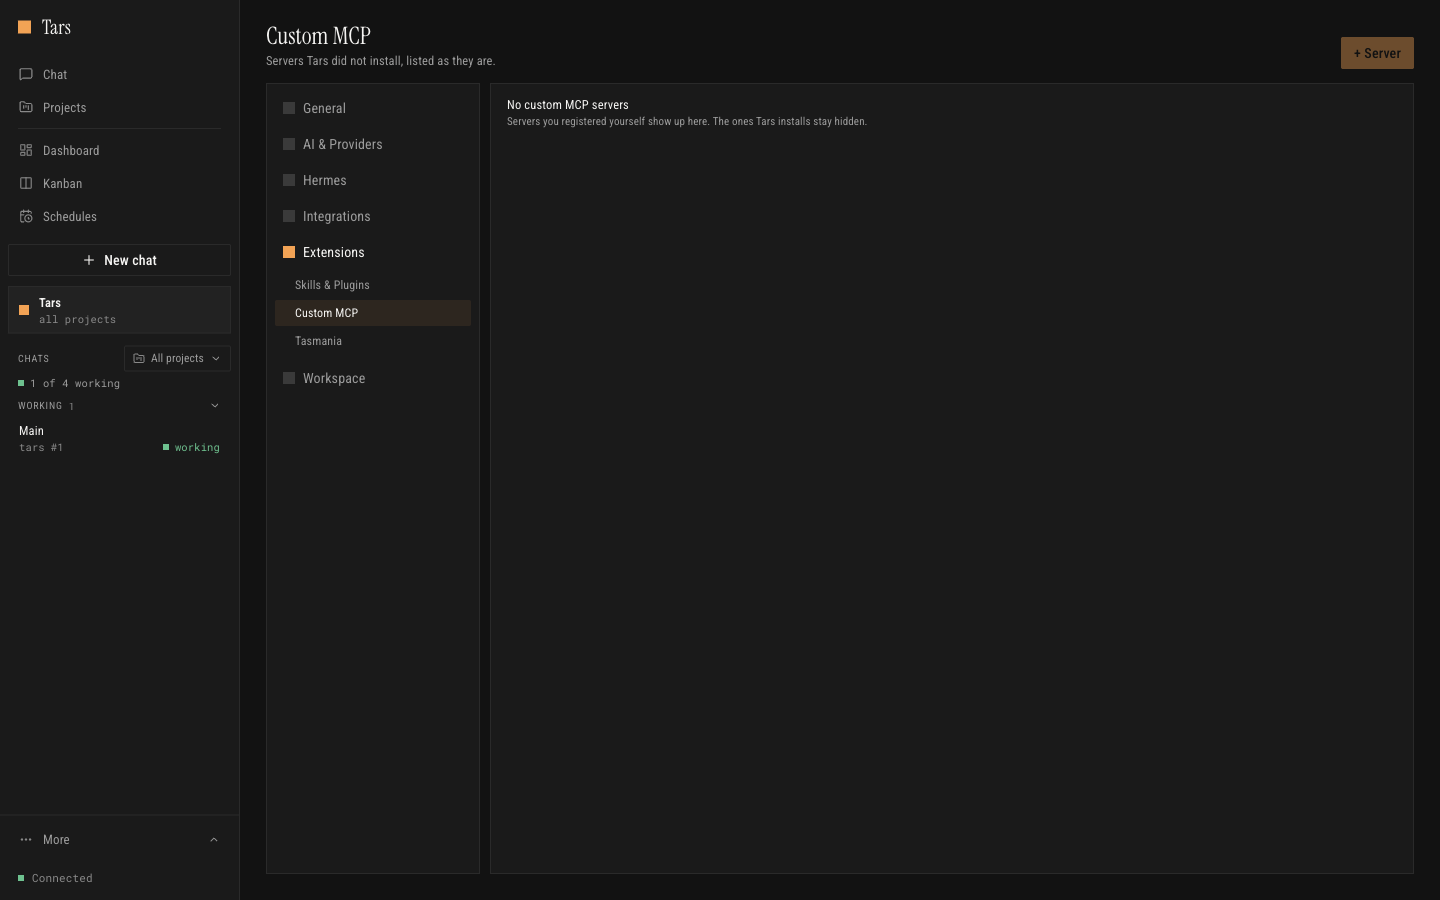 Tars
Chat
Projects
Dashboard
Kanban
Schedules
New chat
Tars
all projects
CHATS
All projects
1 of 4 working
WORKING 1
Main
tars #1
working
More
Connected
Custom MCP
Servers Tars did not install, listed as they are.
+ Server
General
AI & Providers
Hermes
Integrations
Extensions
Skills & Plugins
Custom MCP
Tasmania
Workspace
No custom MCP servers
Servers you registered yourself show up here. The ones Tars installs stay hidden.